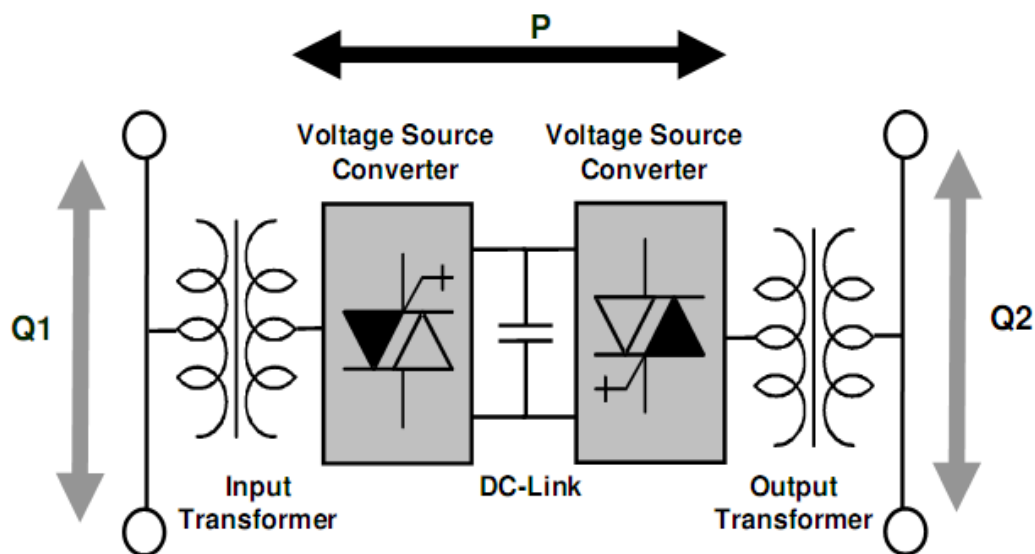 P
Voltage Source
Converter
Voltage Source
Converter
Q1
Q2
Input
Transformer
DC-Link
Output
Transformer